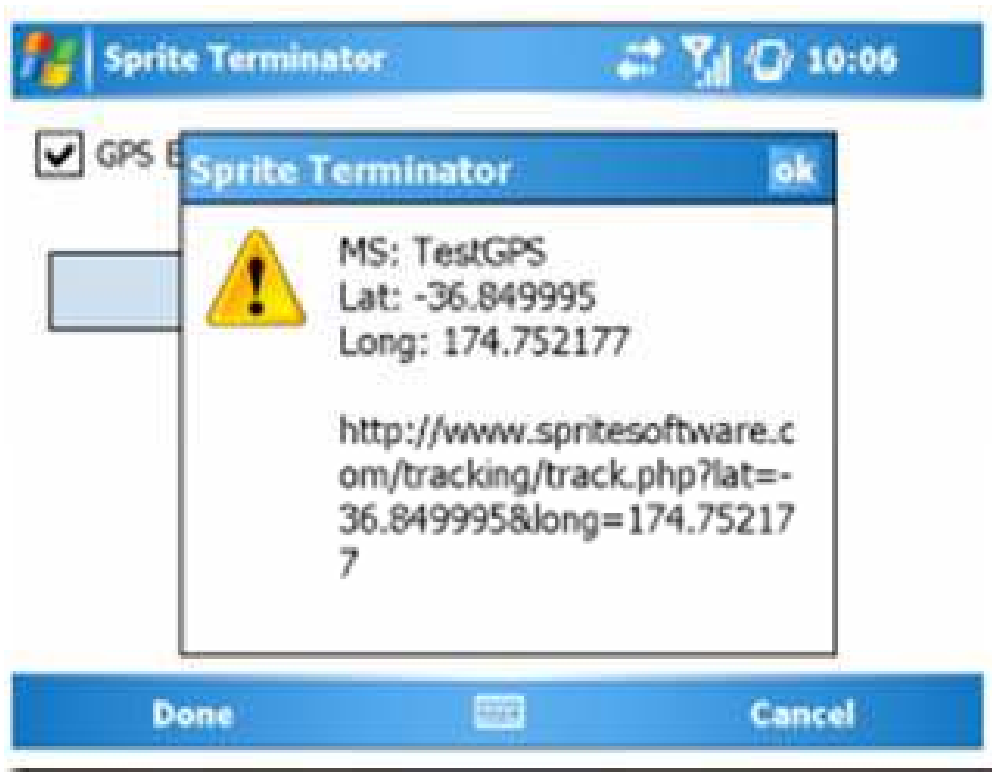 Sprite Terminator 10:06
GPS
Sprite Terminator ok
MS: TestGPS
Lat: -36.849995
Long: 174.752177
http://www.spritesoftware.c
om/tracking/track.php?lat=-
36.849995&long=174.75217
7
Done Cancel